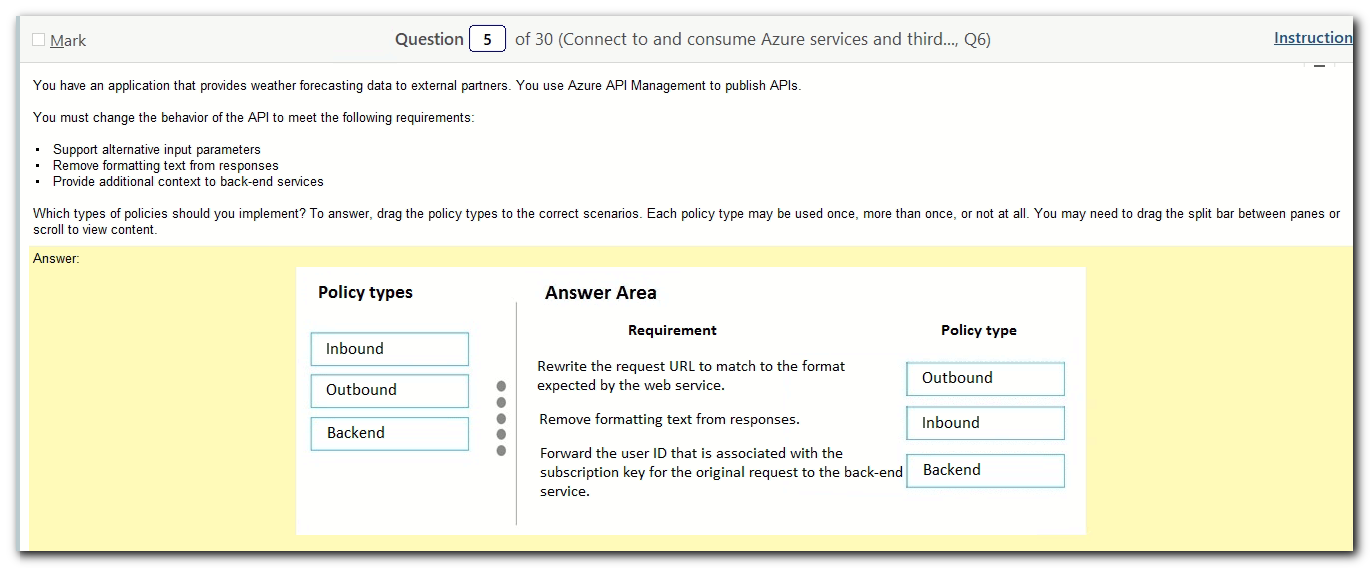 Mark
Question 5 of 30 (Connect to and consume Azure services and third..., Q6)
Instruction
You have an application that provides weather forecasting data to external partners. You use Azure API Management to publish APIs.
You must change the behavior of the API to meet the following requirements:
▪ Support alternative input parameters
▪ Remove formatting text from responses
▪ Provide additional context to back-end services
Which types of policies should you implement? To answer, drag the policy types to the correct scenarios. Each policy type may be used once, more than once, or not at all. You may need to drag the split bar between panes or
scroll to view content.
Answer:
Policy types
Inbound
Outbound
Backend
Answer Area
Requirement
Policy type
Rewrite the request URL to match to the format
expected by the web service.
Outbound
Remove formatting text from responses.
Inbound
Forward the user ID that is associated with the
subscription key for the original request to the back-end
service.
Backend